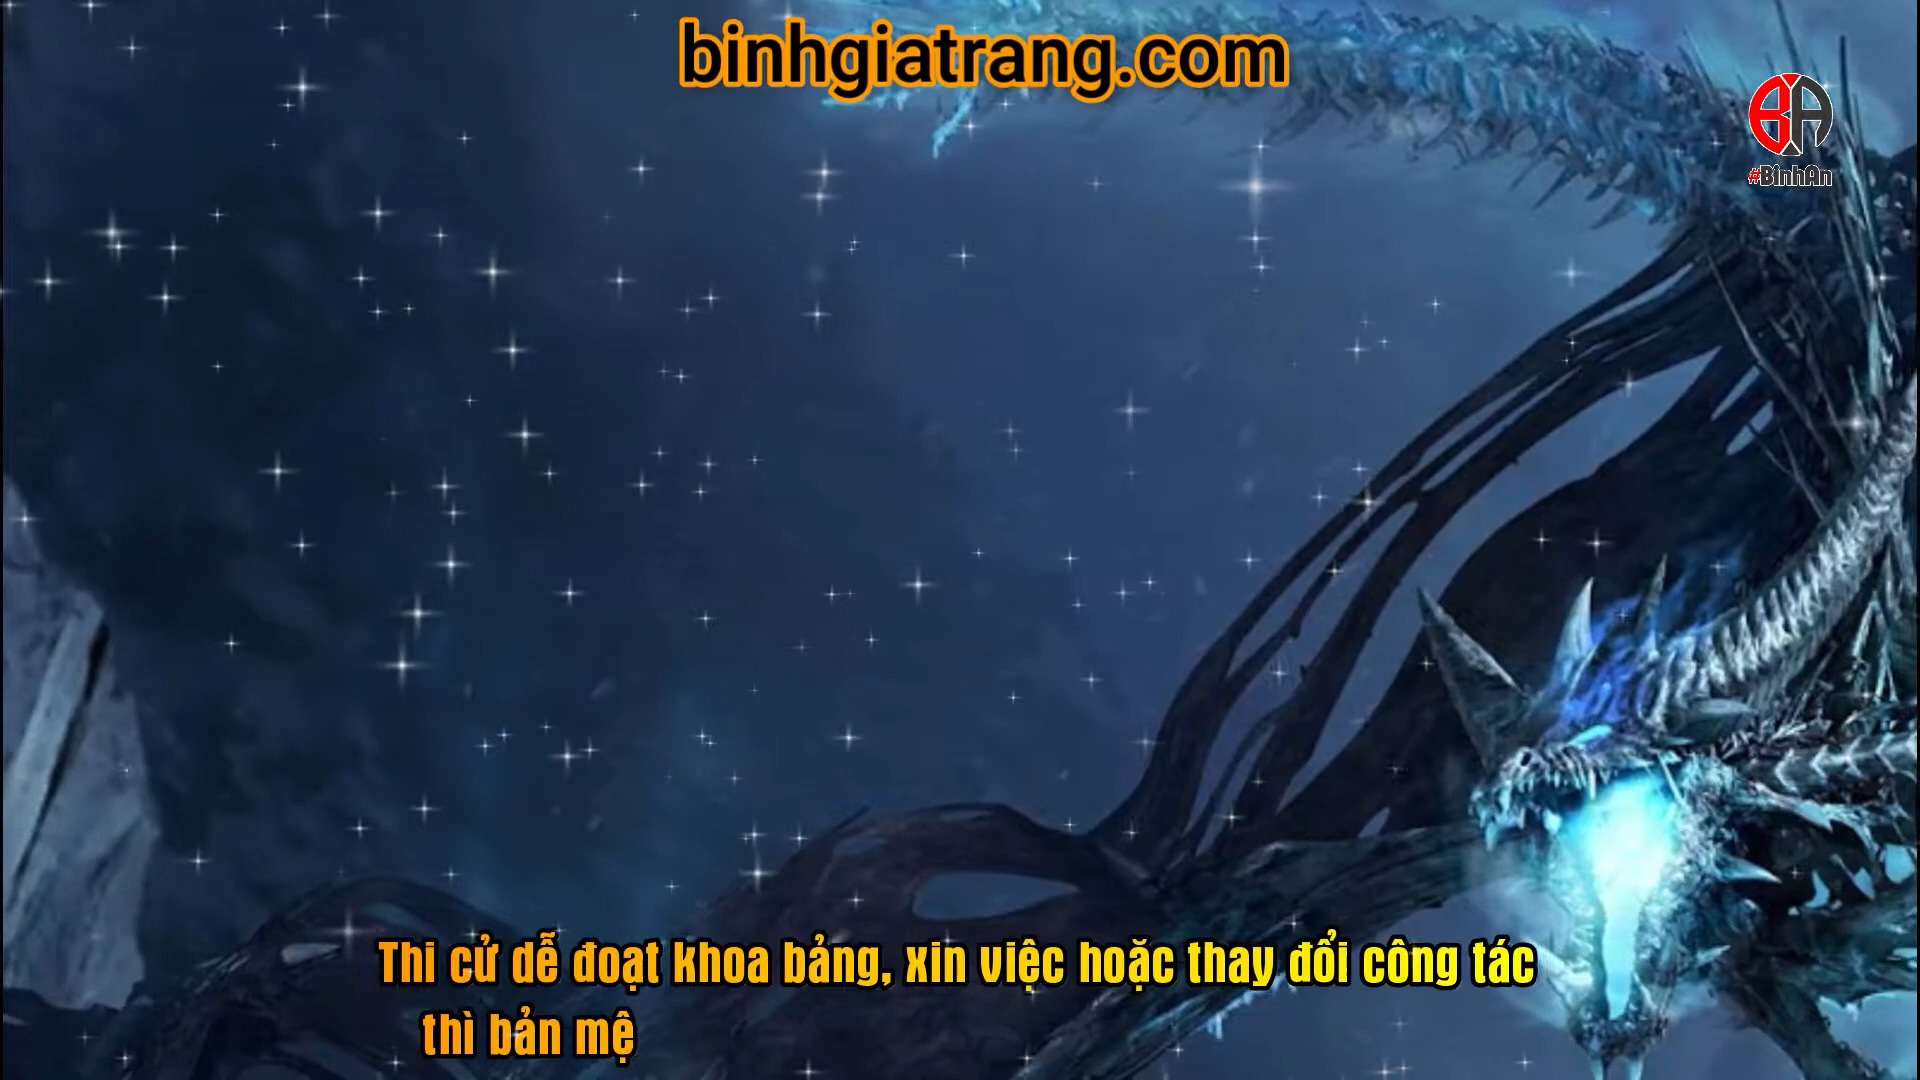 binhgiatrang.com
BA
#BinhAn
Thi cử dễ đoạt khoa bảng, xin việc hoặc thay đổi công tác
thì bản mệ